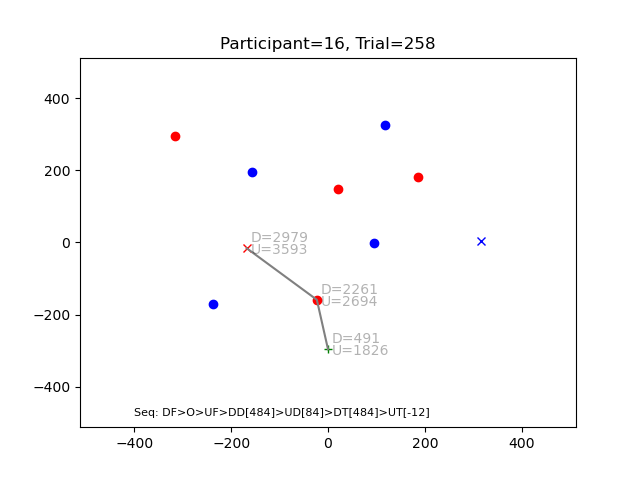 Participant=16, Trial=258
400
200
0
−200
−400
D=2979
U=3593
D=2261
U=2694
D=491
U=1826
Seq: DF>O>UF>DD[484]>UD[84]>DT[484]>UT[-12]
−400 −200 0 200 400